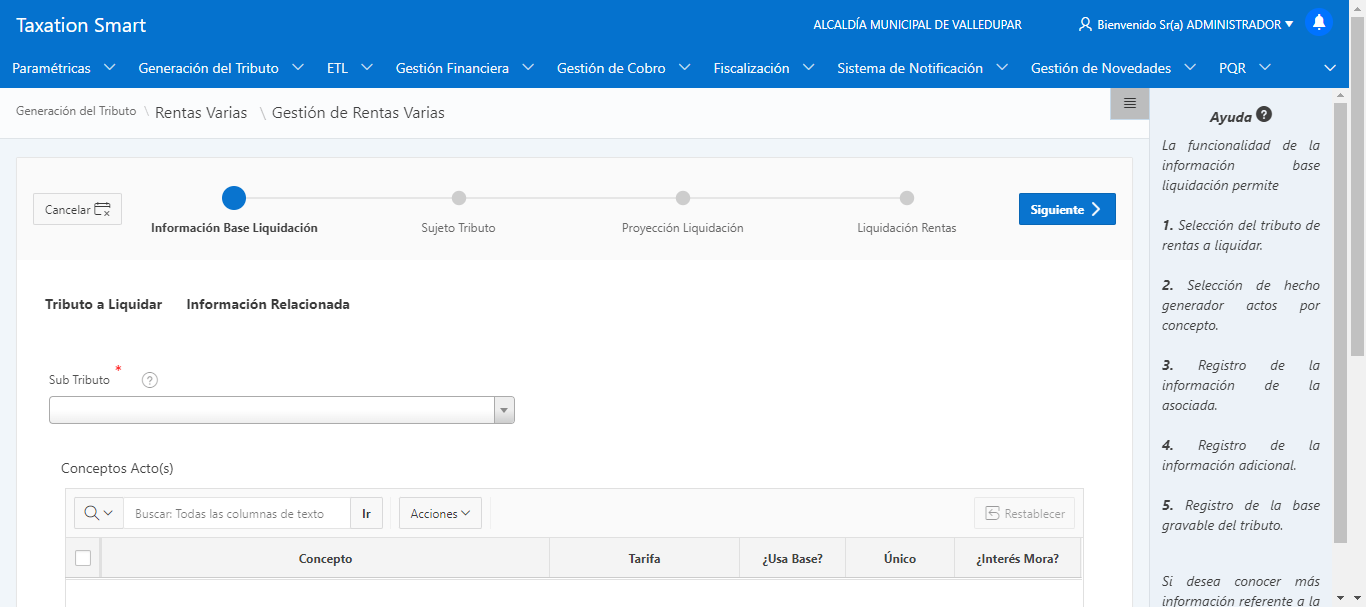 Taxation Smart
ALCALDÍA MUNICIPAL DE VALLEDUPAR
Bienvenido Sr(a) ADMINISTRADOR
Paramétricas
Generación del Tributo
ETL
Gestión Financiera
Gestión de Cobro
Fiscalización
Sistema de Notificación
Gestión de Novedades
PQR
Generación del Tributo \ Rentas Varias \ Gestión de Rentas Varias
Cancelar
Información Base Liquidación
Sujeto Tributo
Proyección Liquidación
Liquidación Rentas
Siguiente
Tributo a Liquidar
Información Relacionada
Sub Tributo *
?
Conceptos Acto(s)
Buscar: Todas las columnas de texto
Ir
Acciones
Restablecer
Concepto
Tarifa
¿Usa Base?
Único
¿Interés Mora?
Ayuda ?
La funcionalidad de la
información base
liquidación permite
1. Selección del tributo de
rentas a liquidar.
2. Selección de hecho
generador actos por
concepto.
3. Registro de la
información de la
asociada.
4. Registro de la
información adicional.
5. Registro de la base
gravable del tributo.
Si desea conocer más
información referente a la